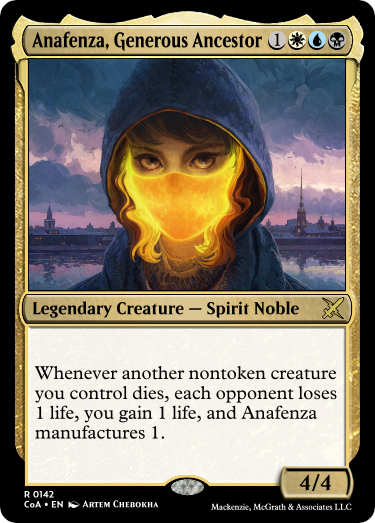 Anafenza, Generous Ancestor 1
Legendary Creature — Spirit Noble
Whenever another nontoken creature
you control dies, each opponent loses
1 life, you gain 1 life, and Anafenza
manufactures 1.
4/4
R 0142
CoA • EN Artem Chebokha
Mackenzie, McGrath & Associates LLC